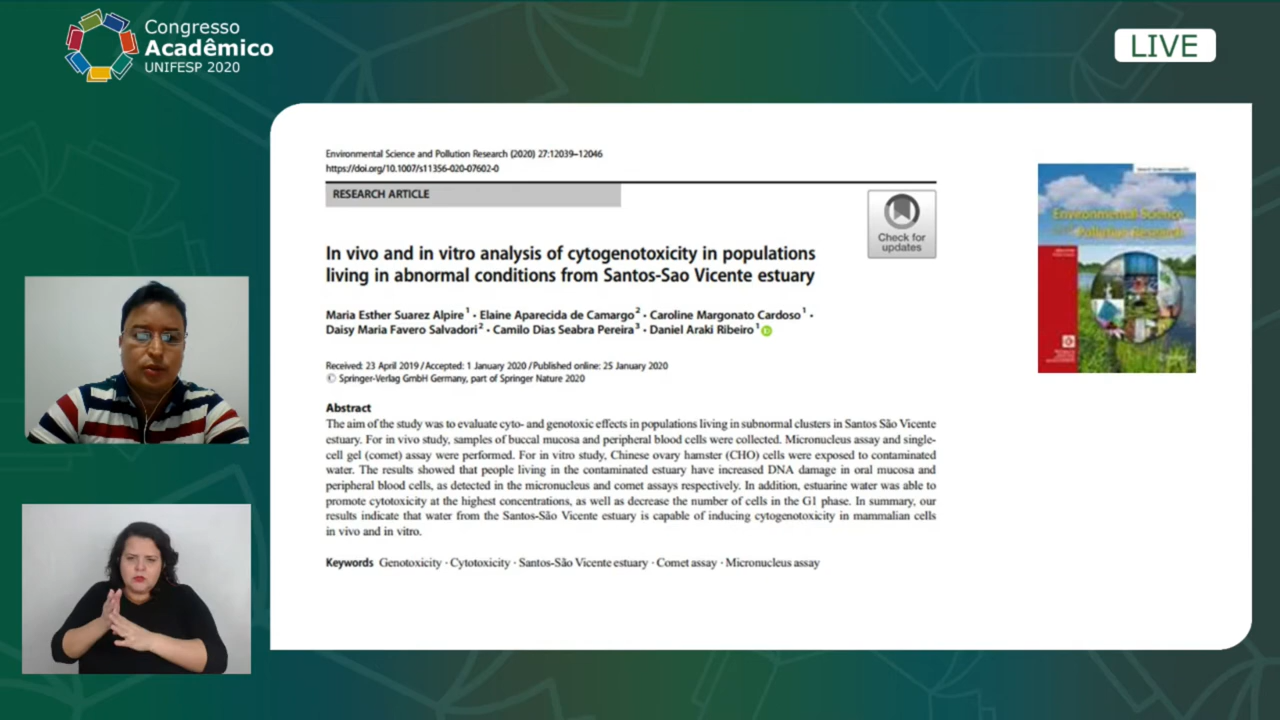 Congresso
Acadêmico
UNIFESP 2020
LIVE
Environmental Science and Pollution Research (2020) 27:12039–12046
https://doi.org/10.1007/s11356-020-07602-0
RESEARCH ARTICLE
Check for
updates
In vivo and in vitro analysis of cytogenotoxicity in populations
living in abnormal conditions from Santos-Sao Vicente estuary
Maria Esther Suarez Alpire 1 · Elaine Aparecida de Camargo 2 · Caroline Margonato Cardoso 1 ·
Daisy Maria Favero Salvadori 2 · Camilo Dias Seabra Pereira 3 · Daniel Araki Ribeiro 1
Received: 23 April 2019 / Accepted: 1 January 2020 / Published online: 25 January 2020
© Springer-Verlag GmbH Germany, part of Springer Nature 2020
Abstract
The aim of the study was to evaluate cyto- and genotoxic effects in populations living in subnormal clusters in Santos São Vicente
estuary. For in vivo study, samples of buccal mucosa and peripheral blood cells were collected. Micronucleus assay and single-
cell gel (comet) assay were performed. For in vitro study, Chinese ovary hamster (CHO) cells were exposed to contaminated
water. The results showed that people living in the contaminated estuary have increased DNA damage in oral mucosa and
peripheral blood cells, as detected in the micronucleus and comet assays respectively. In addition, estuarine water was able to
promote cytotoxicity at the highest concentrations, as well as decrease the number of cells in the G1 phase. In summary, our
results indicate that water from the Santos-São Vicente estuary is capable of inducing cytogenotoxicity in mammalian cells
in vivo and in vitro.
Keywords Genotoxicity · Cytotoxicity · Santos-São Vicente estuary · Comet assay · Micronucleus assay
Environmental Science
Pollution Research